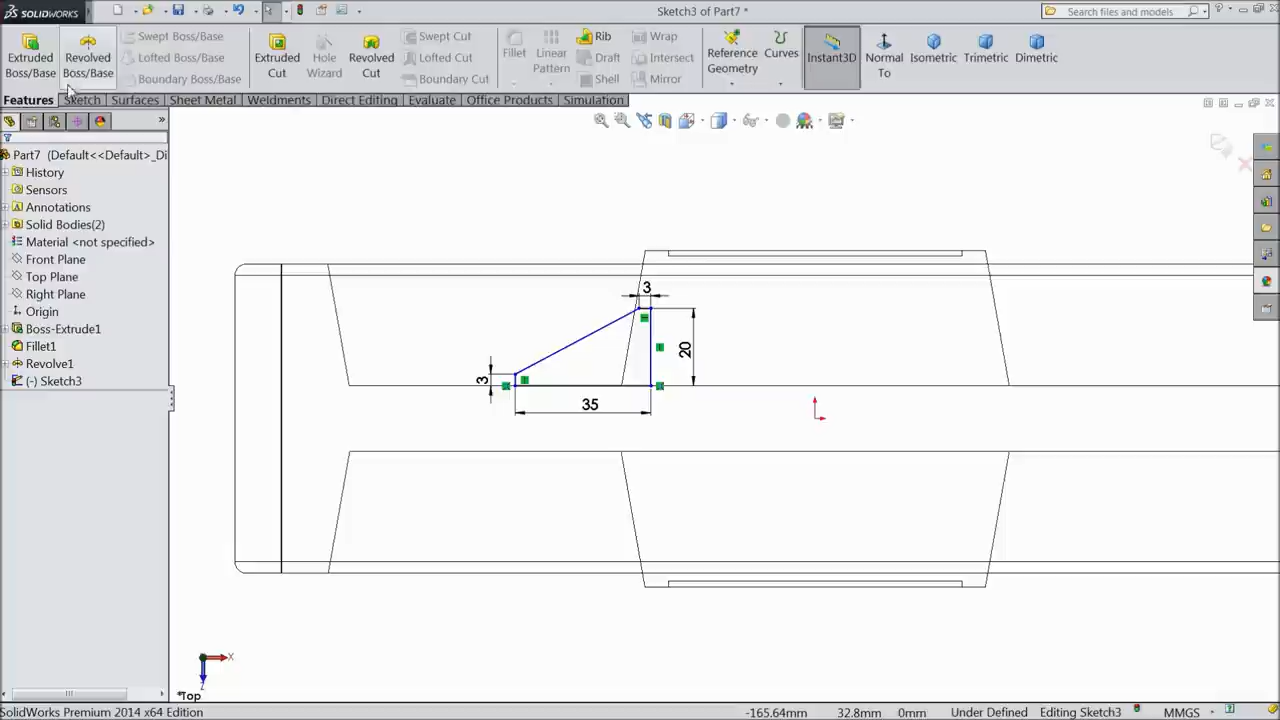 SOLIDWORKS
Sketch3 of Part7 *
Search files and models
Extruded Boss/Base
Revolved Boss/Base
Swept Boss/Base
Lofted Boss/Base
Boundary Boss/Base
Extruded Cut
Hole Wizard
Revolved Cut
Swept Cut
Lofted Cut
Boundary Cut
Fillet
Linear Pattern
Rib
Draft
Shell
Wrap
Intersect
Mirror
Reference Geometry
Curves
Instant3D
Normal To
Isometric
Trimetric
Dimetric
Features
Sketch
Surfaces
Sheet Metal
Weldments
Direct Editing
Evaluate
Office Products
Simulation
Part7 (Default<<Default>_Di
History
Sensors
Annotations
Solid Bodies(2)
Material <not specified>
Front Plane
Top Plane
Right Plane
Origin
Boss-Extrude1
Fillet1
Revolve1
(-) Sketch3
3
20
3
35
X
Z
*Top
SolidWorks Premium 2014 x64 Edition
-165.64mm
32.8mm
0mm
Under Defined
Editing Sketch3
MMGS